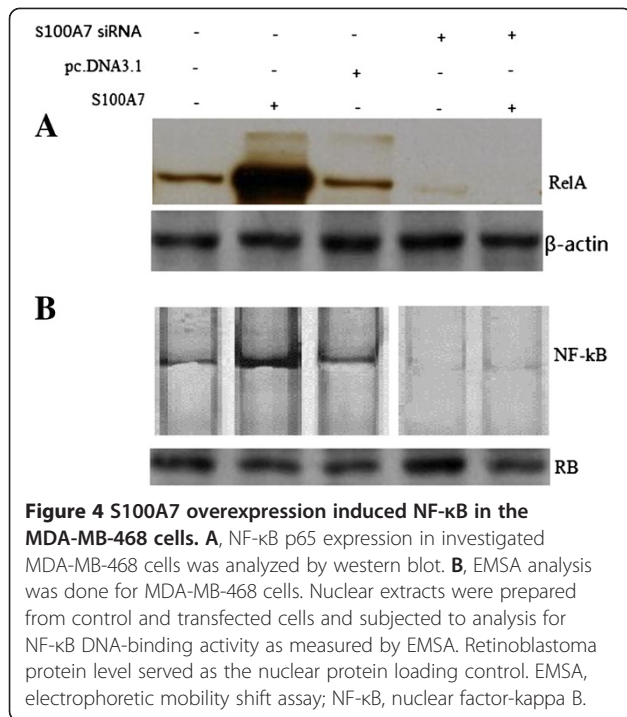 S100A7 siRNA - - - + +
pc.DNA3.1 - - + - -
S100A7 - + - - +
A
RelA
β-actin
B
NF-kB
RB
Figure 4 S100A7 overexpression induced NF-κB in the
MDA-MB-468 cells. A, NF-κB p65 expression in investigated
MDA-MB-468 cells was analyzed by western blot. B, EMSA analysis
was done for MDA-MB-468 cells. Nuclear extracts were prepared
from control and transfected cells and subjected to analysis for
NF-κB DNA-binding activity as measured by EMSA. Retinoblastoma
protein level served as the nuclear protein loading control. EMSA,
electrophoretic mobility shift assay; NF-κB, nuclear factor-kappa B.